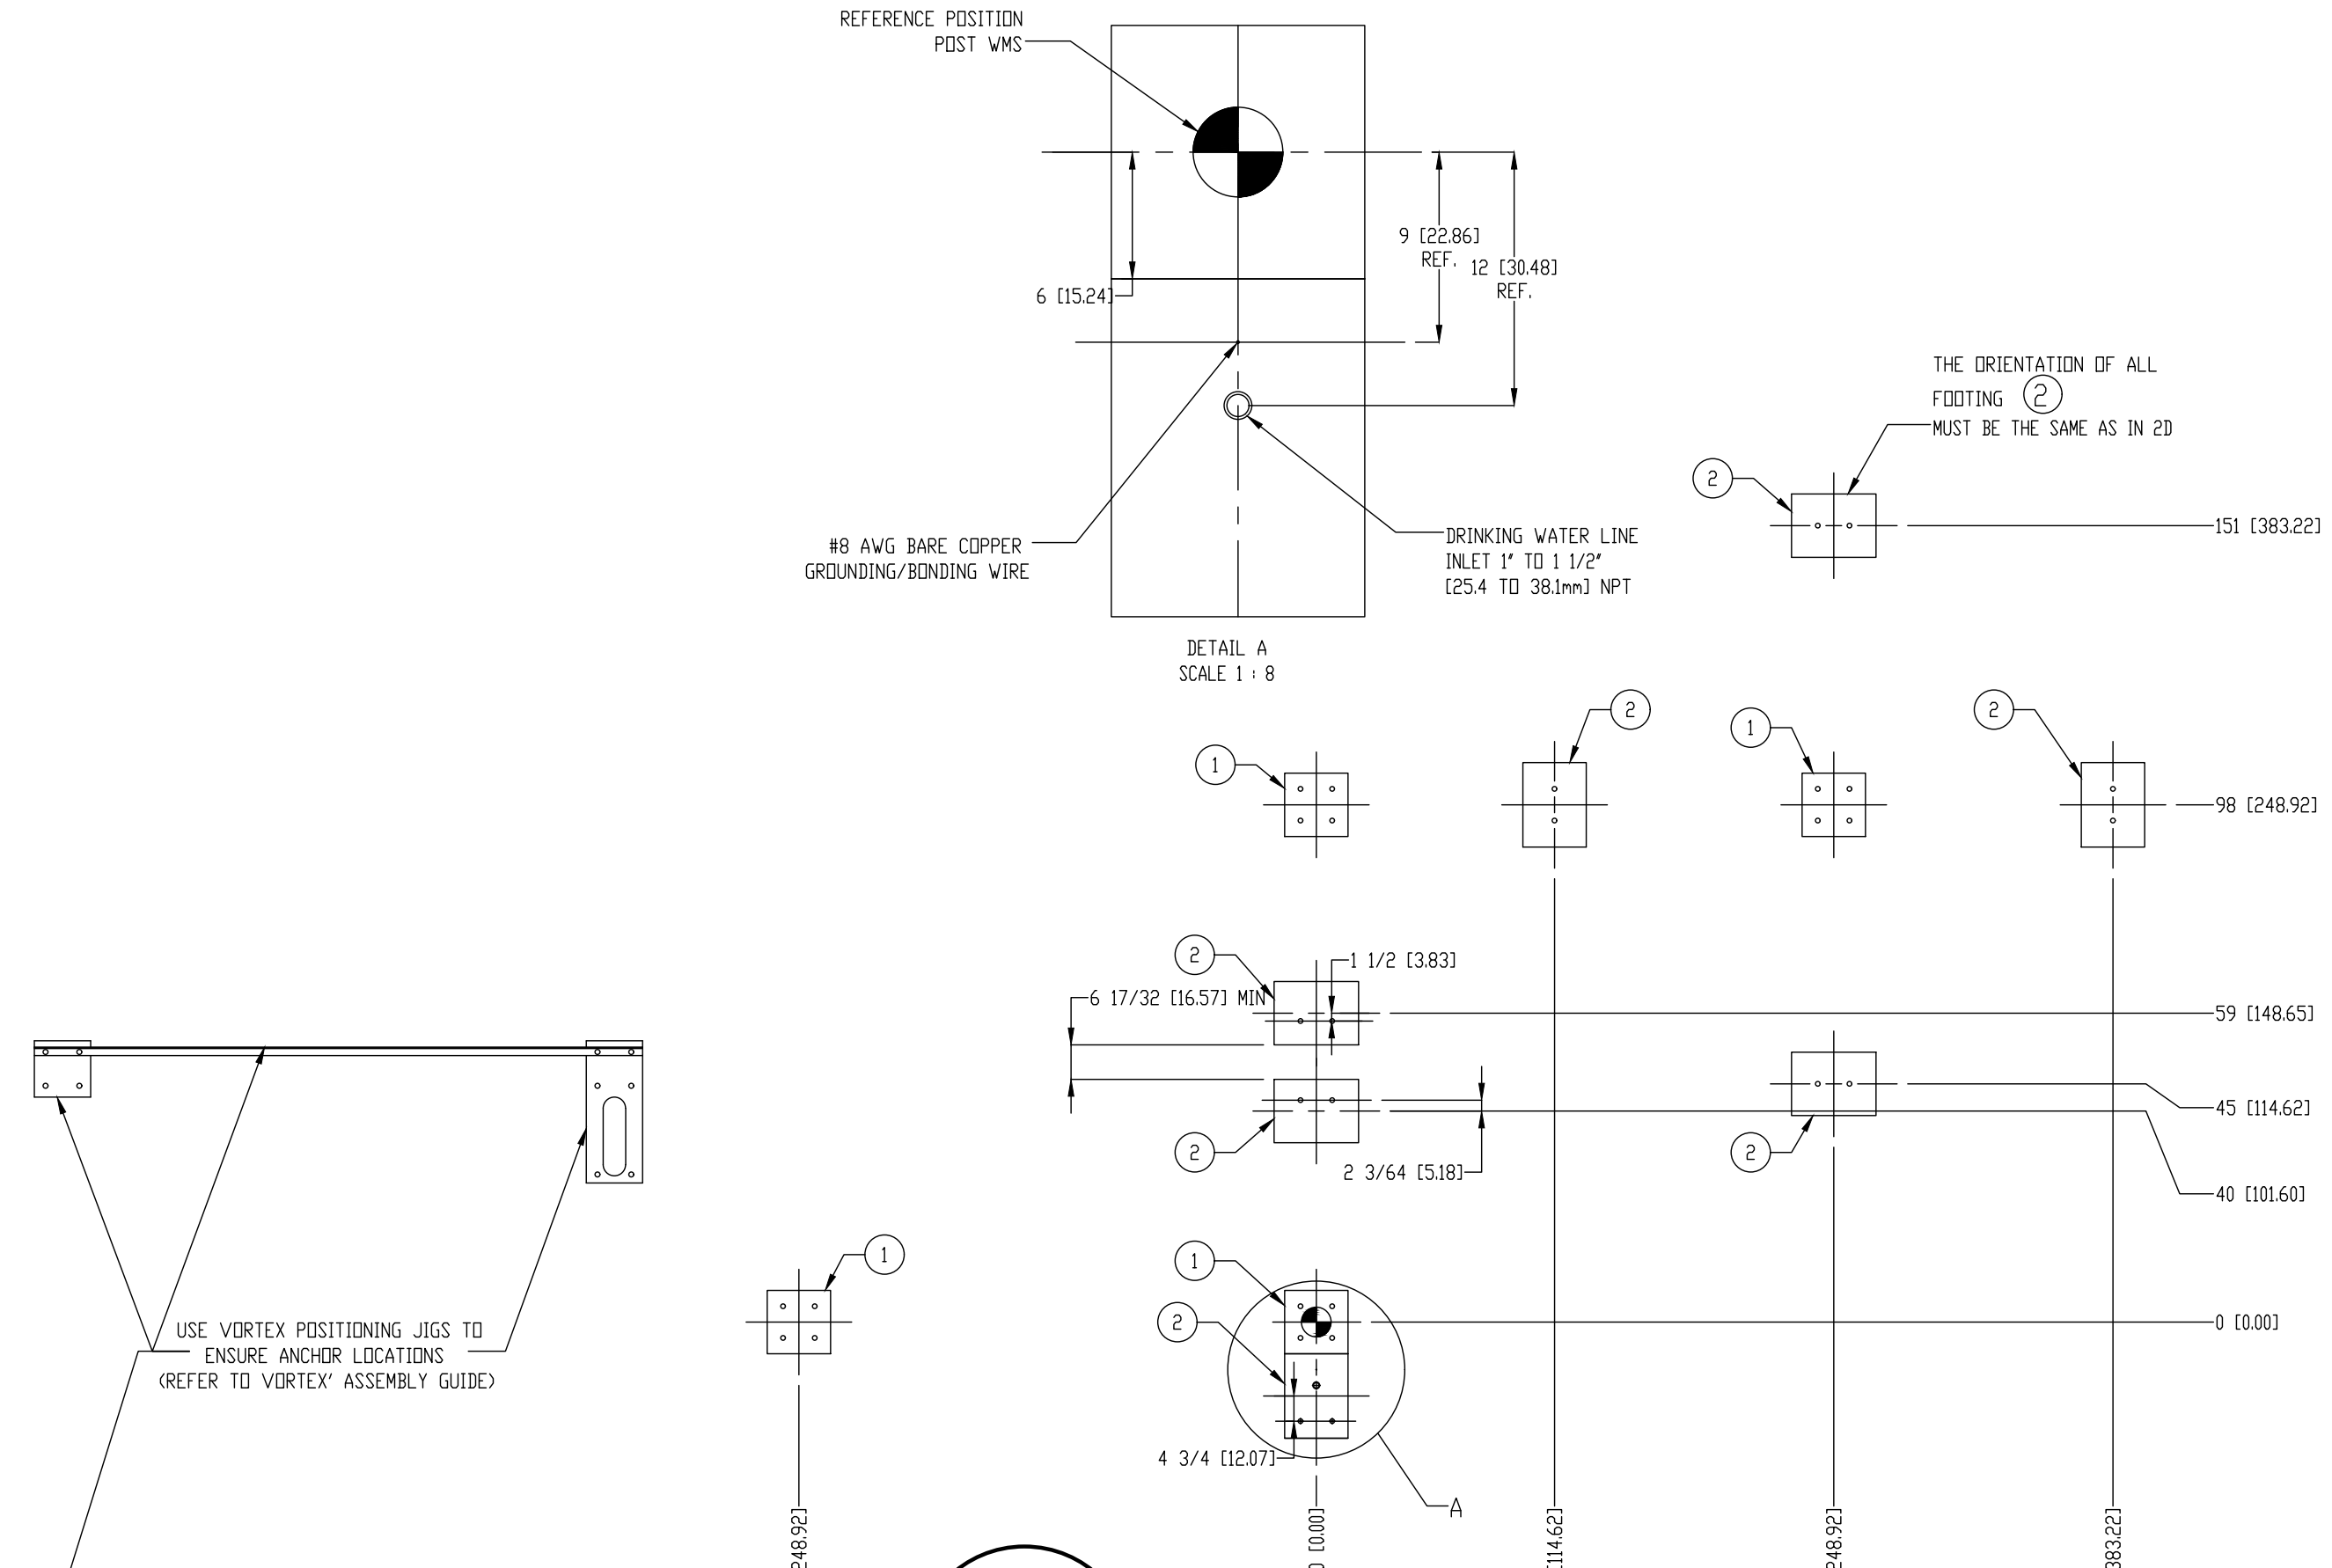 REFERENCE POSITION
POST WMS
9 [22.86]
REF.
12 [30.48]
REF.
6 [15.24]
THE ORIENTATION OF ALL
FOOTING 2
MUST BE THE SAME AS IN 2D
2
151 [383.22]
#8 AWG BARE COPPER
GROUNDING/BONDING WIRE
DRINKING WATER LINE
INLET 1" TO 1 1/2"
[25.4 TO 38.1mm] NPT
DETAIL A
SCALE 1 : 8
1
2
1
2
98 [248.92]
2
1 1/2 [3.83]
6 17/32 [16.57] MIN
59 [148.65]
45 [114.62]
2
2 3/64 [5.18]
2
40 [101.60]
1
1
2
0 [0.00]
USE VORTEX POSITIONING JIGS TO
ENSURE ANCHOR LOCATIONS
(REFER TO VORTEX' ASSEMBLY GUIDE)
4 3/4 [12.07]
A
248.92]
[0.00]
[114.62]
248.92]
383.22]